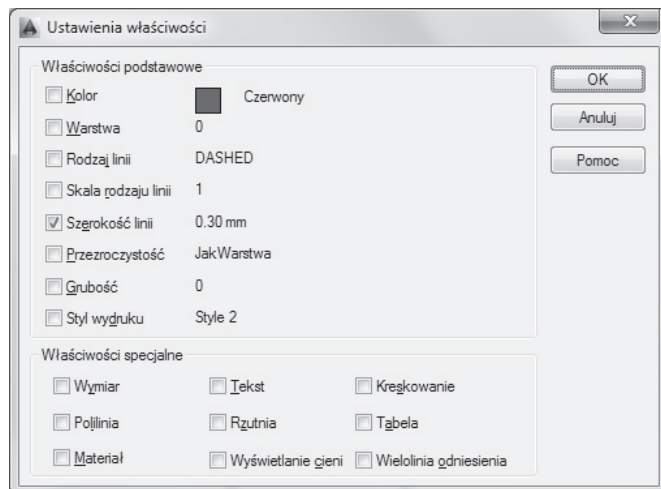 Ustawienia właściwości
x
Właściwości podstawowe
Kolor Czerwony
Warstwa 0
Rodzaj linii DASHED
Skala rodzaju linii 1
Szerokość linii 0.30 mm
Przezroczystość JakWarstwa
Grubość 0
Styl wydruku Style 2
OK
Anuluj
Pomoc
Właściwości specjalne
Wymiar Tekst Kreskowanie
Polilinia Rzutnia Tabela
Materiał Wyświetlanie cieni Wielolinia odniesienia